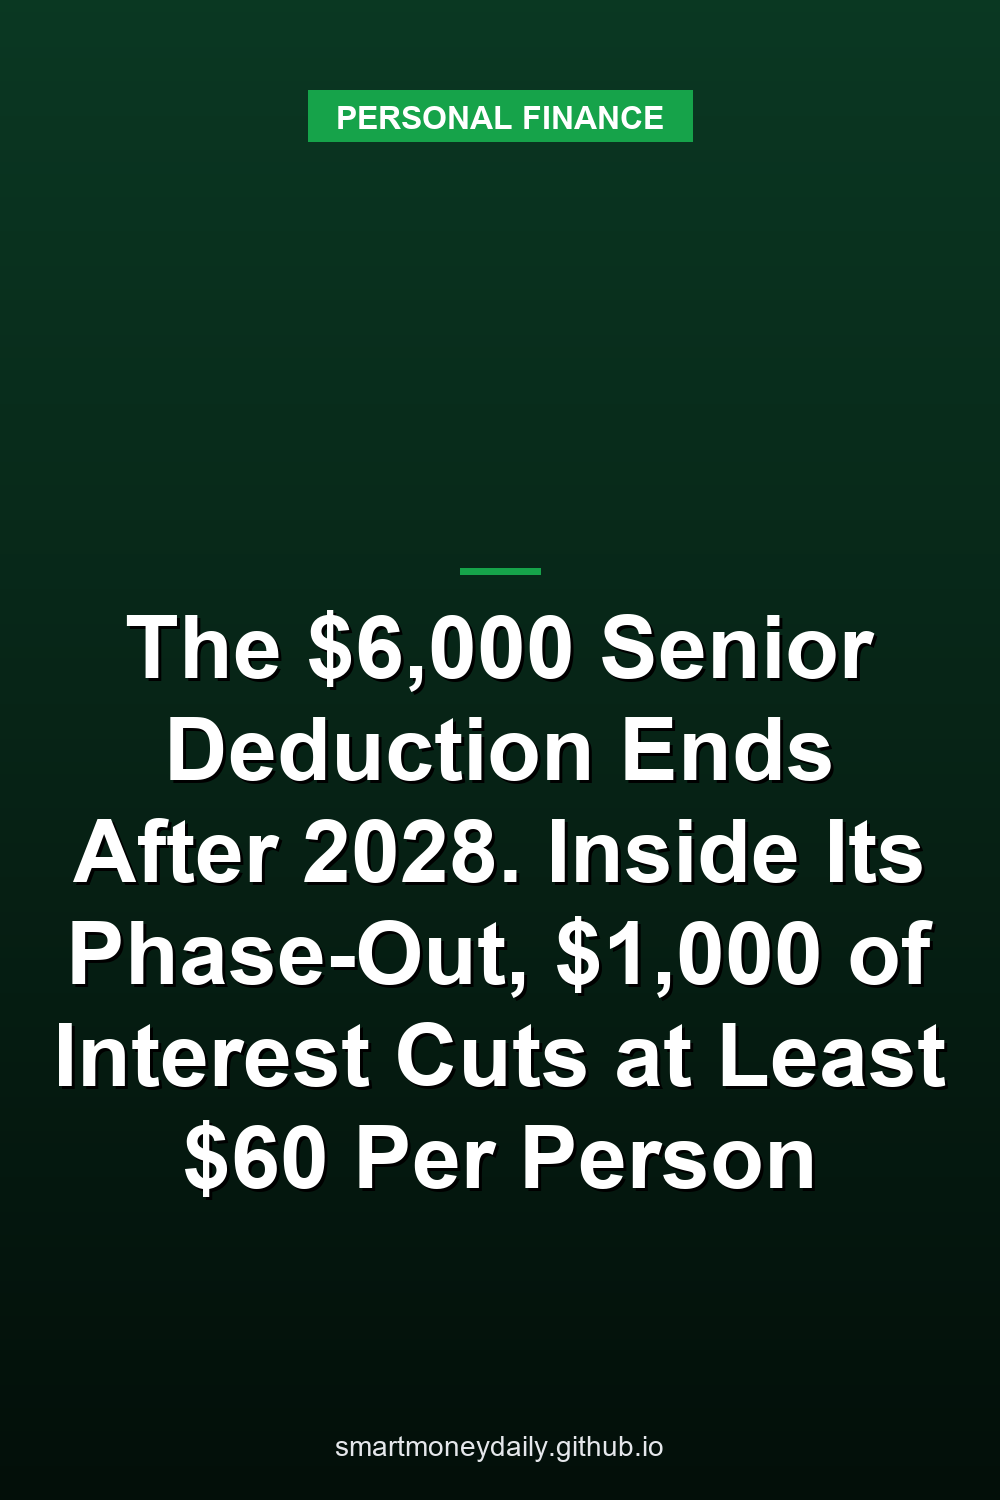 PERSONAL FINANCE
The $6,000 Senior
Deduction Ends
After 2028. Inside Its
Phase-Out, $1,000 of
Interest Cuts at Least
$60 Per Person
smartmoneydaily.github.io